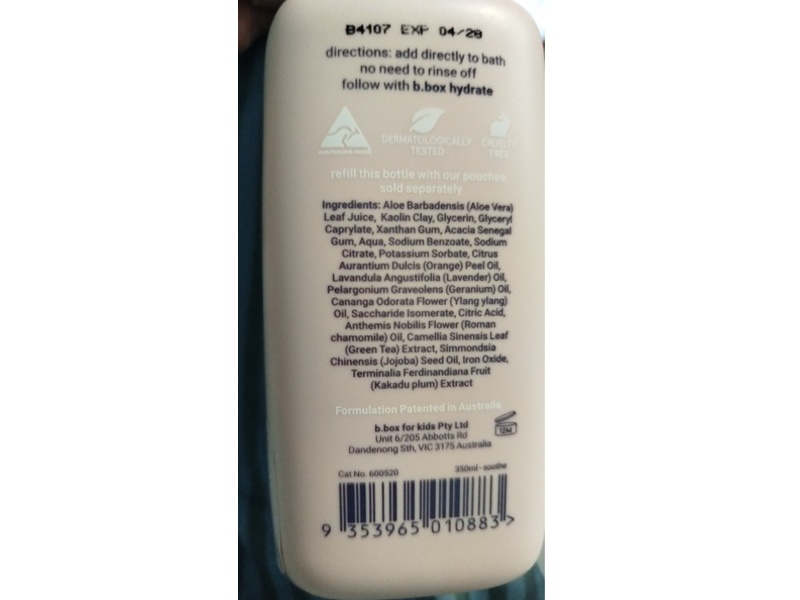 B4107 EXP 04/28
directions: add directly to bath
no need to rinse off
follow with b.box hydrate
AUSTRALIAN MADE
DERMATOLOGICALLY
TESTED
CRUELTY
FREE
refill this bottle with our pouches
sold separately
Ingredients: Aloe Barbadensis (Aloe Vera)
Leaf Juice, Kaolin Clay, Glycerin, Glyceryl
Caprylate, Xanthan Gum, Acacia Senegal
Gum, Aqua, Sodium Benzoate, Sodium
Citrate, Potassium Sorbate, Citrus
Aurantium Dulcis (Orange) Peel Oil,
Lavandula Angustifolia (Lavender) Oil,
Pelargonium Graveolens (Geranium) Oil,
Cananga Odorata Flower (Ylang ylang)
Oil, Saccharide Isomerate, Citric Acid,
Anthemis Nobilis Flower (Roman
chamomile) Oil, Camellia Sinensis Leaf
(Green Tea) Extract, Simmondsia
Chinensis (Jojoba) Seed Oil, Iron Oxide,
Terminalia Ferdinandiana Fruit
(Kakadu plum) Extract
Formulation Patented in Australia.
b.box for kids Pty Ltd
Unit 6/205 Abbotts Rd
Dandenong Sth, VIC 3175 Australia
12M
Cat No. 600520 350ml - soothe
9 353965 010883 >